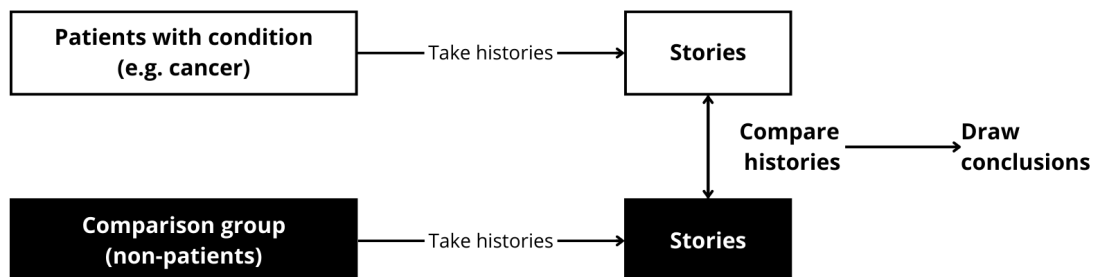 Patients with condition
(e.g. cancer)
Take histories
Stories
Compare
histories
Draw
conclusions
Comparison group
(non-patients)
Take histories
Stories